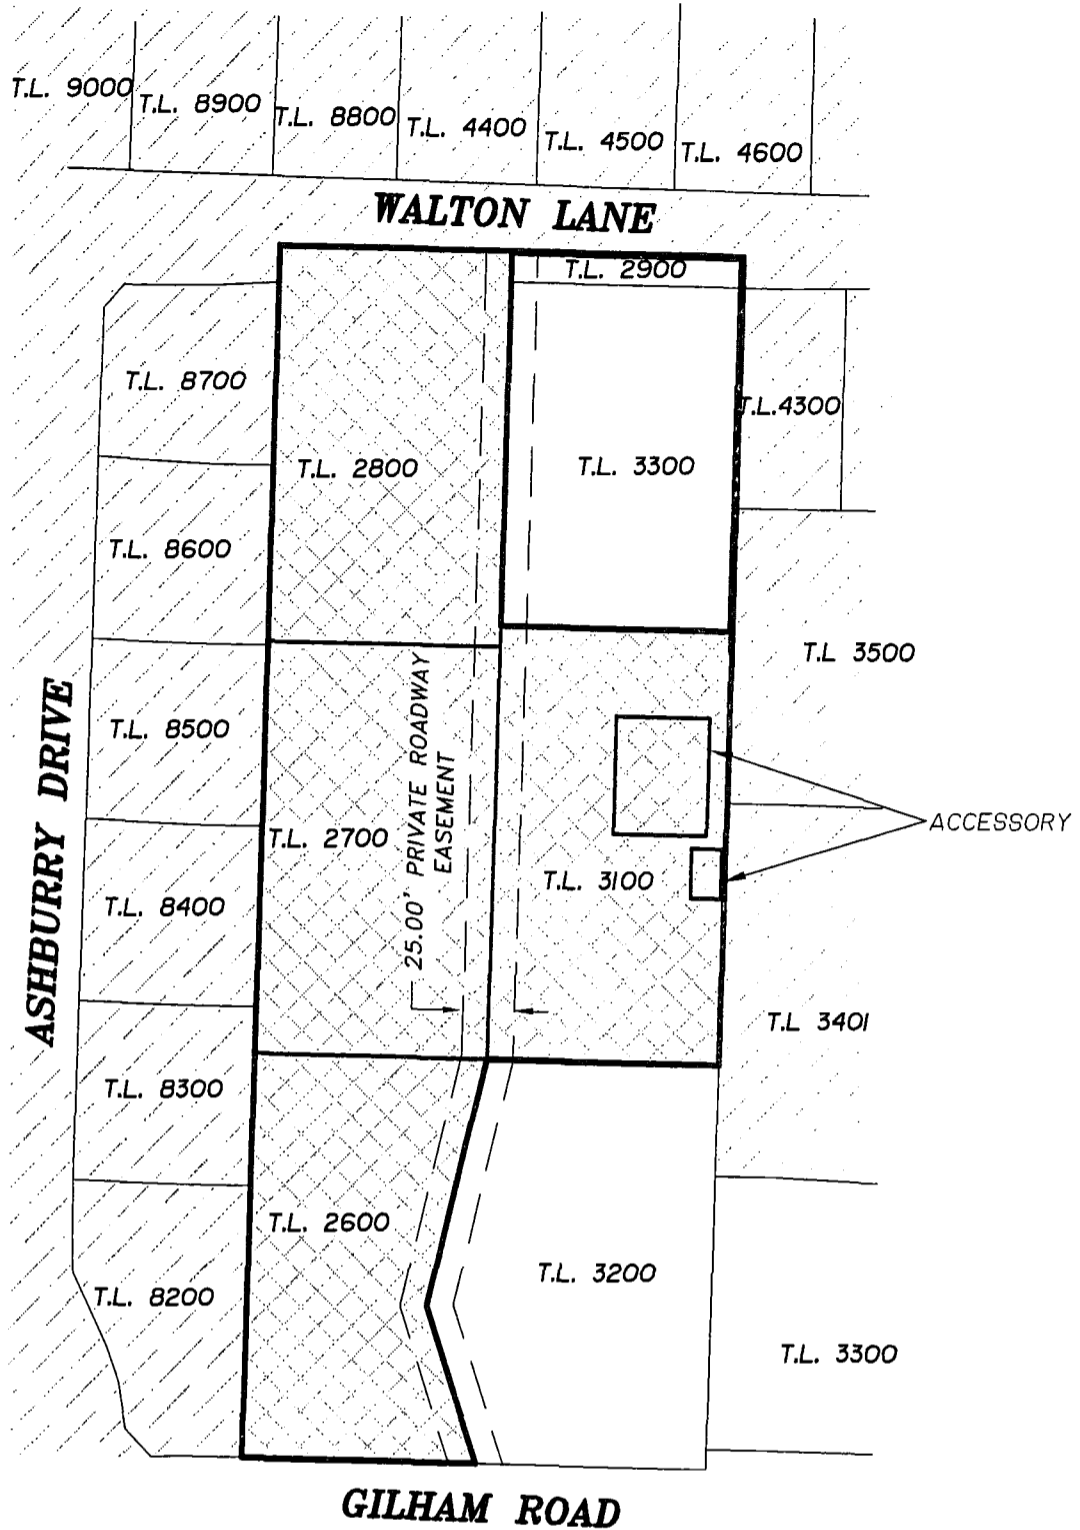 T.L. 9000
T.L. 8900
T.L. 8800
T.L. 4400
T.L. 4500
T.L. 4600
WALTON LANE
T.L. 2900
T.L. 8700
T.L.4300
T.L. 2800
T.L. 3300
T.L. 8600
T.L 3500
ASHBURRY DRIVE
T.L. 8500
25.00' PRIVATE ROADWAY
EASEMENT
T.L. 2700
ACCESSORY
T.L. 3100
T.L. 8400
T.L 3401
T.L. 8300
T.L. 2600
T.L. 3200
T.L. 8200
T.L. 3300
GILHAM ROAD